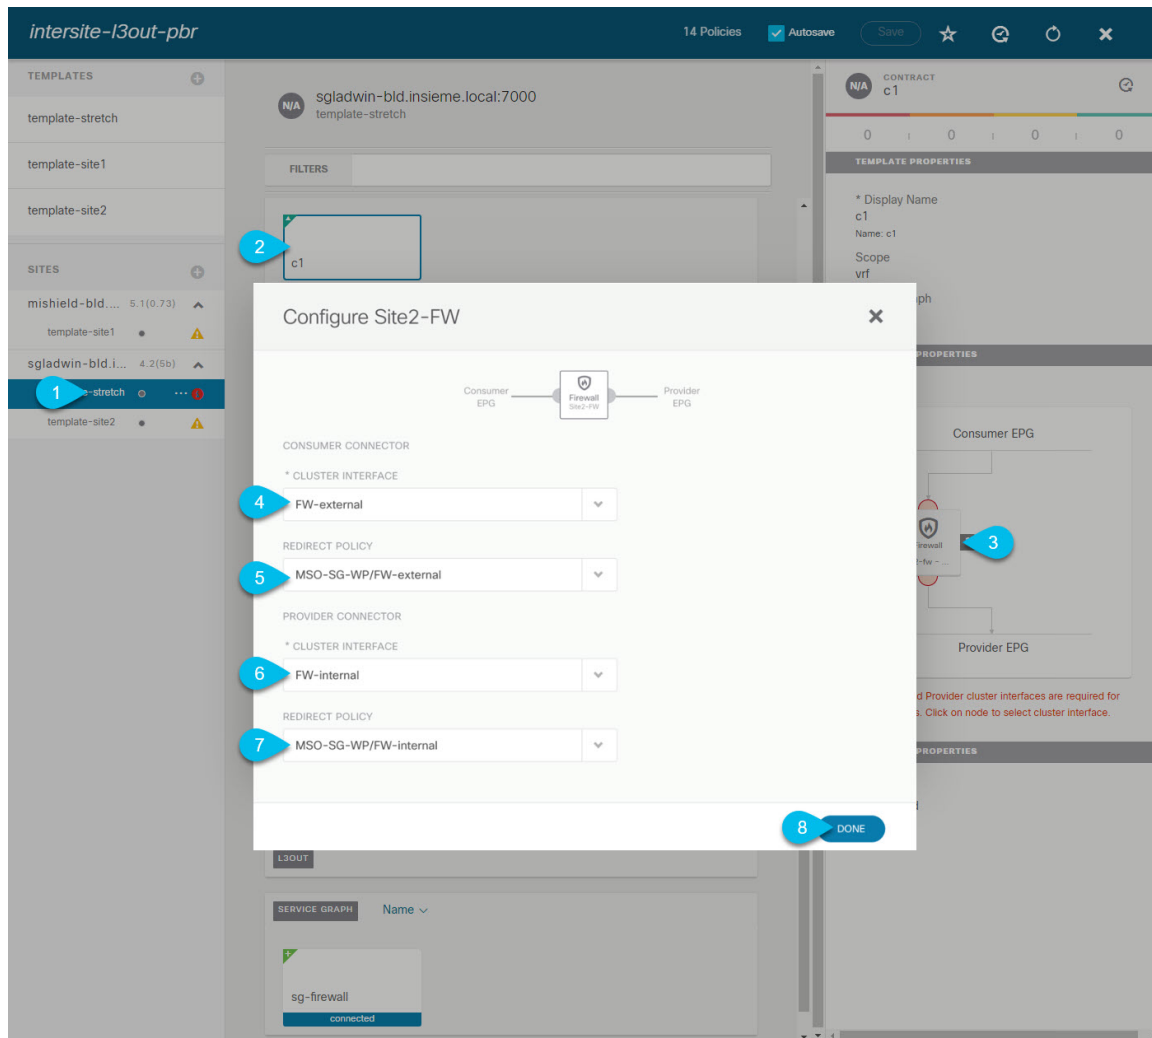 intersite-l3out-pbr
14 Policies
Autosave
Save
TEMPLATES
template-stretch
template-site1
template-site2
SITES
mishield-bld.... 5.1(0.73)
template-site1
sgladwin-bld.i... 4.2(5b)
1 e-stretch ...
template-site2
N/A
sgladwin-bld.insieme.local:7000
template-stretch
FILTERS
2
c1
Configure Site2-FW
Consumer
EPG
Firewall
Site2-FW
Provider
EPG
CONSUMER CONNECTOR
* CLUSTER INTERFACE
4 FW-external
REDIRECT POLICY
5 MSO-SG-WP/FW-external
PROVIDER CONNECTOR
* CLUSTER INTERFACE
6 FW-internal
REDIRECT POLICY
7 MSO-SG-WP/FW-internal
8 DONE
L3OUT
SERVICE GRAPH Name
sg-firewall
connected
N/A
CONTRACT
c1
0 0 0 0
TEMPLATE PROPERTIES
* Display Name
c1
Name: c1
Scope
vrf
ph
PROPERTIES
Consumer EPG
irewall
3
2-fw - ...
Provider EPG
d Provider cluster interfaces are required for
s. Click on node to select cluster interface.
PROPERTIES